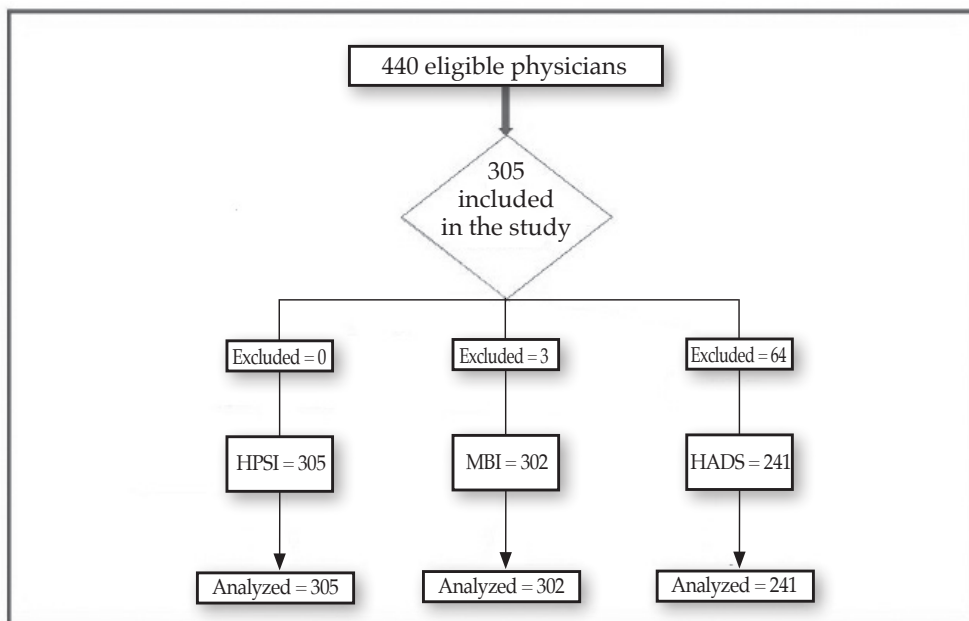 440 eligible physicians
305
included
in the study
Excluded = 0
Excluded = 3
Excluded = 64
HPSI = 305
MBI = 302
HADS = 241
Analyzed = 305
Analyzed = 302
Analyzed = 241